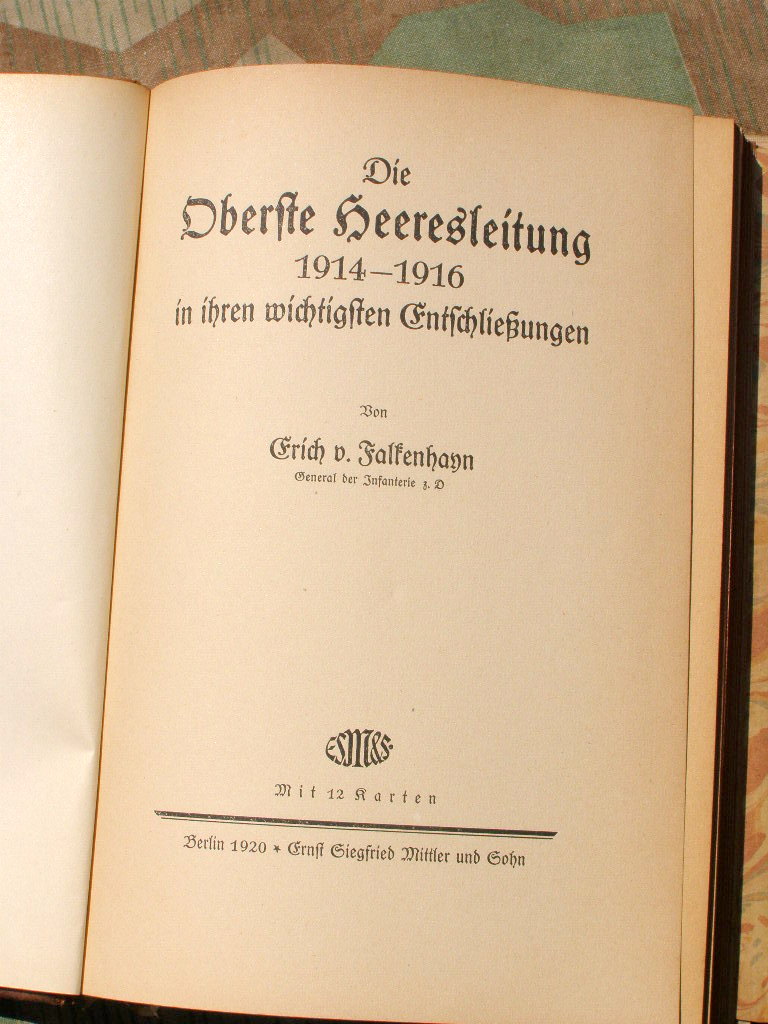 Die
Oberste Heeresleitung
1914–1916
in ihren wichtigsten Entschließungen
Von
Erich v. Falkenhayn
General der Infanterie z. D
ESM&S.
Mit 12 Karten
Berlin 1920 ★ Ernst Siegfried Mittler und Sohn